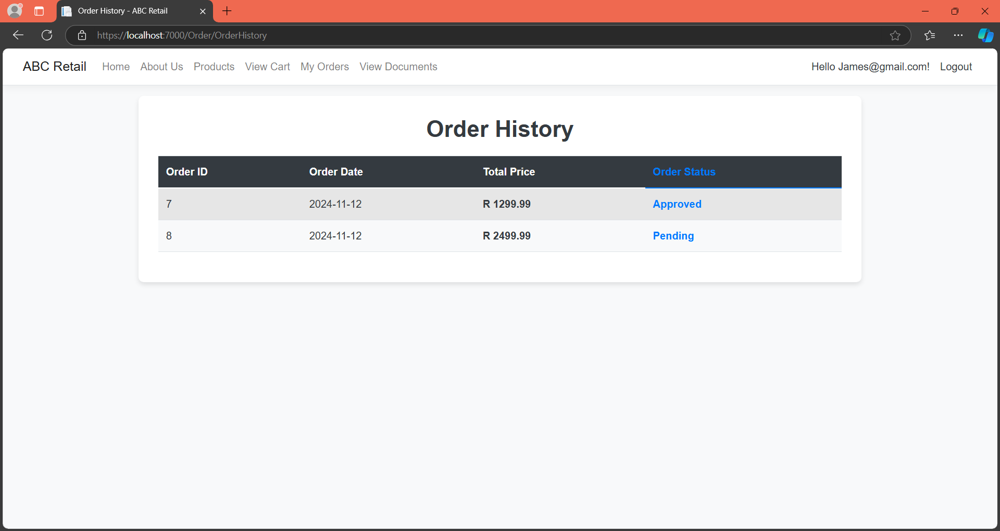 Order History - ABC Retail
https://localhost:7000/Order/OrderHistory
ABC Retail Home About Us Products View Cart My Orders View Documents Hello James@gmail.com! Logout
Order History
Order ID Order Date Total Price Order Status
7 2024-11-12 R 1299.99 Approved
8 2024-11-12 R 2499.99 Pending